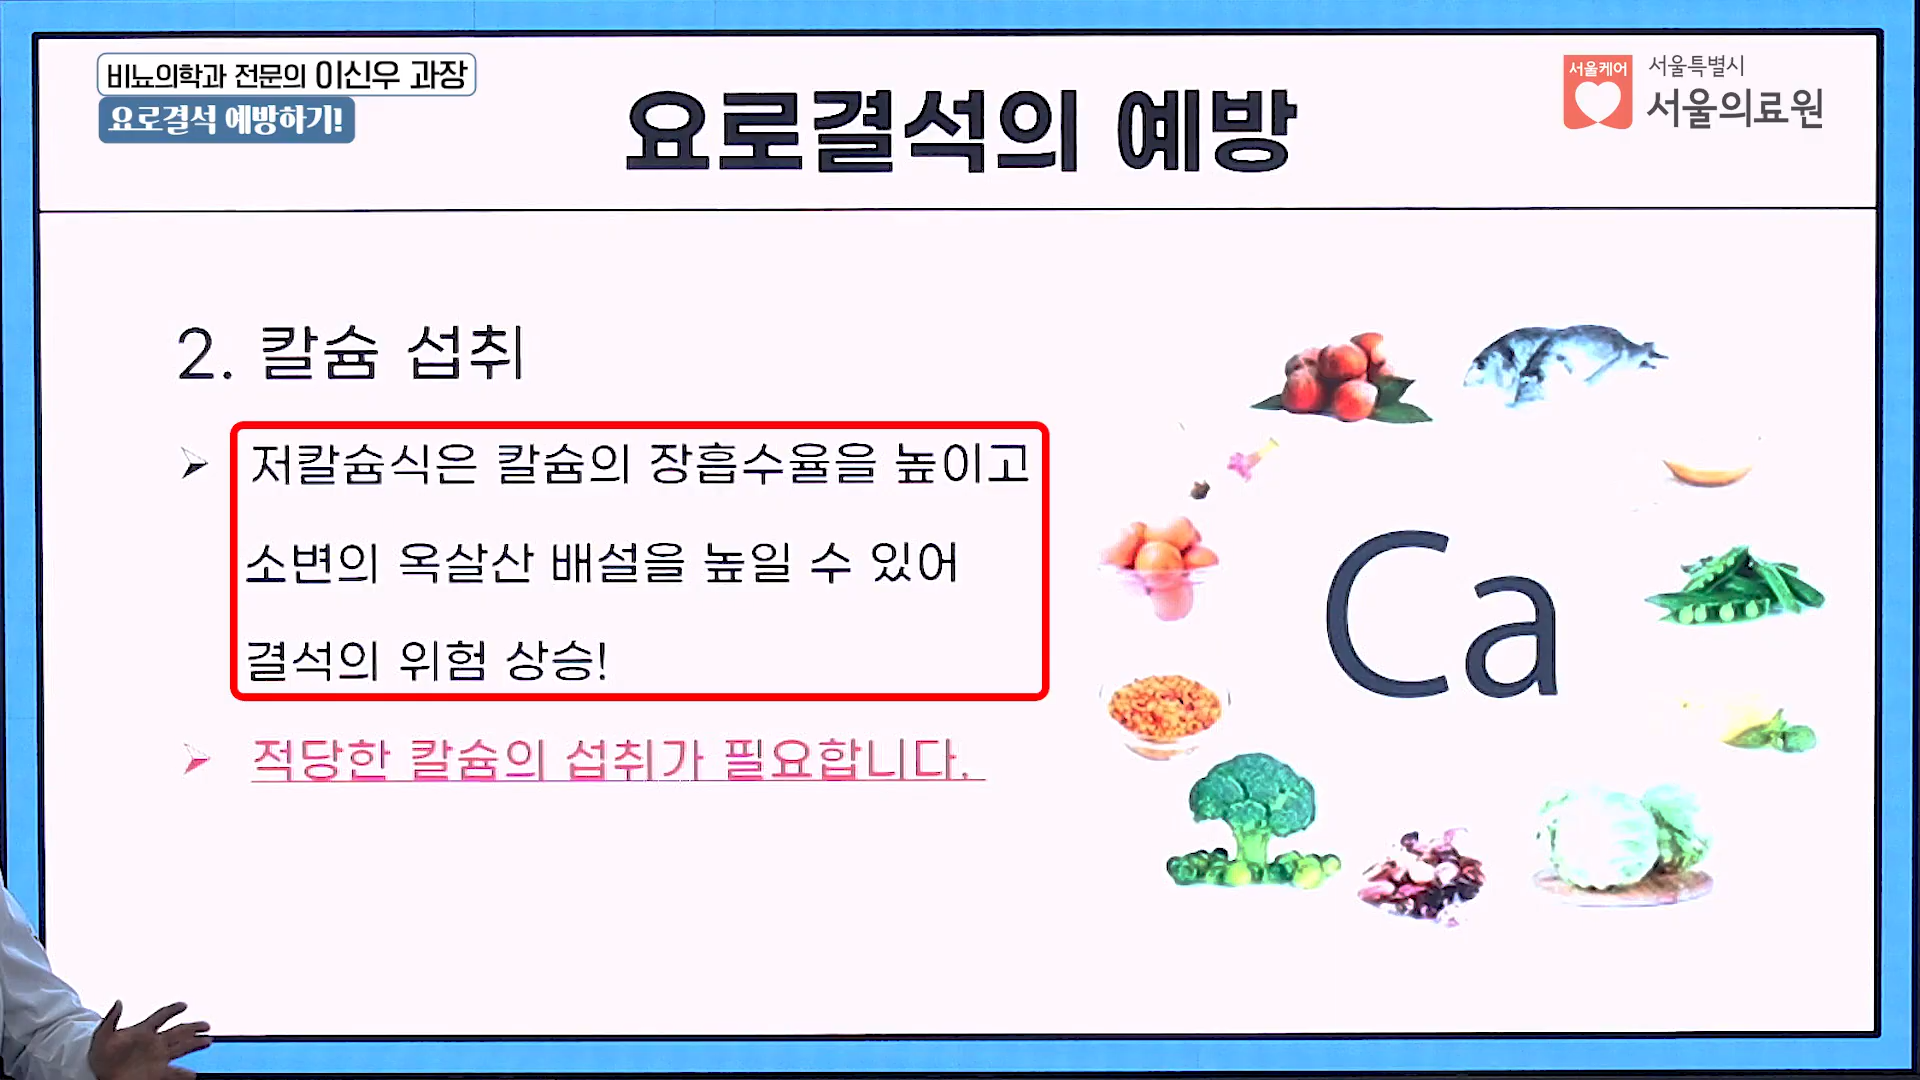 비뇨의학과 전문의 이신우 과장
요로결석 예방하기!
요로결석의 예방
서울케어
서울특별시
서울의료원
2. 칼슘 섭취
저칼슘식은 칼슘의 장흡수율을 높이고
소변의 옥살산 배설을 높일 수 있어
결석의 위험 상승!
적당한 칼슘의 섭취가 필요합니다.
Ca